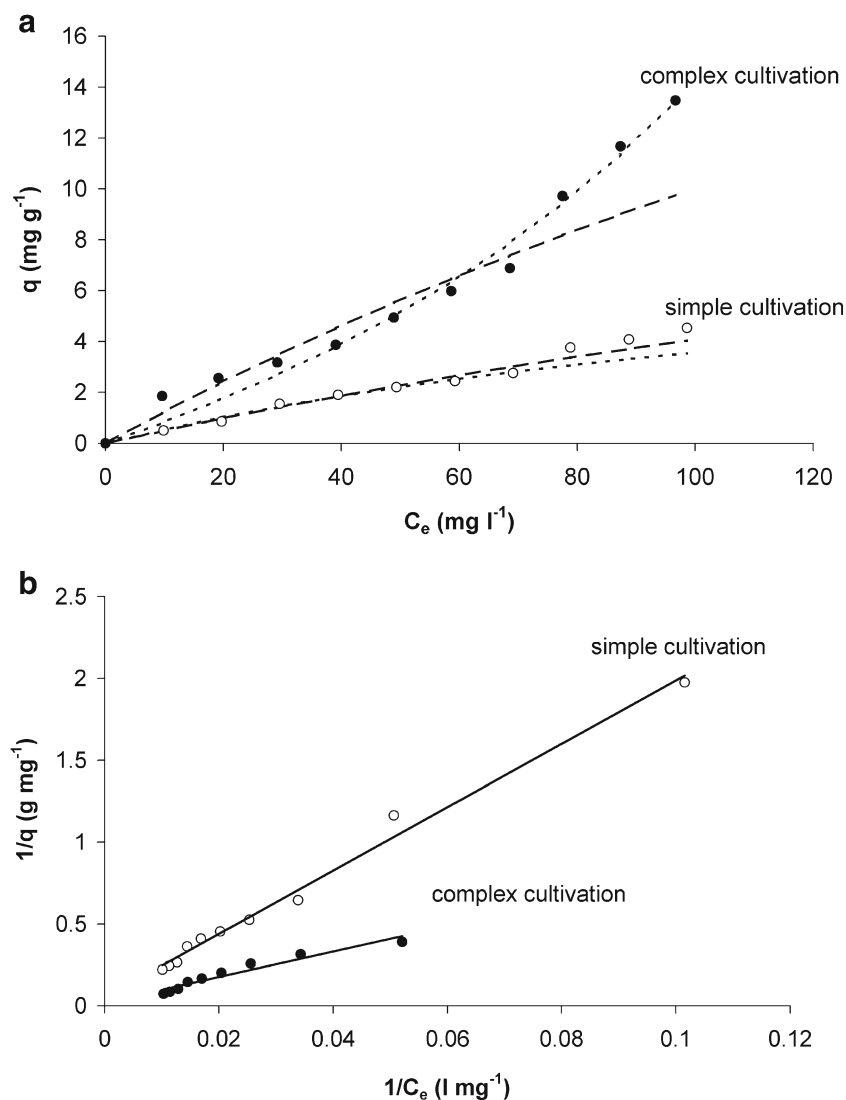 a
16
14
12
10
8
6
4
2
0
q (mg g⁻¹)
complex cultivation
simple cultivation
0 20 40 60 80 100 120
Cₑ (mg l⁻¹)
b
2.5
2
1.5
1
0.5
0
1/q (g mg⁻¹)
simple cultivation
complex cultivation
0 0.02 0.04 0.06 0.08 0.1 0.12
1/Cₑ (l mg⁻¹)